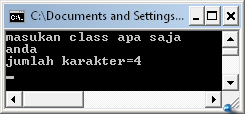 C:\Documents and Settings...
masukan class apa saja
anda
jumlah karakter=4